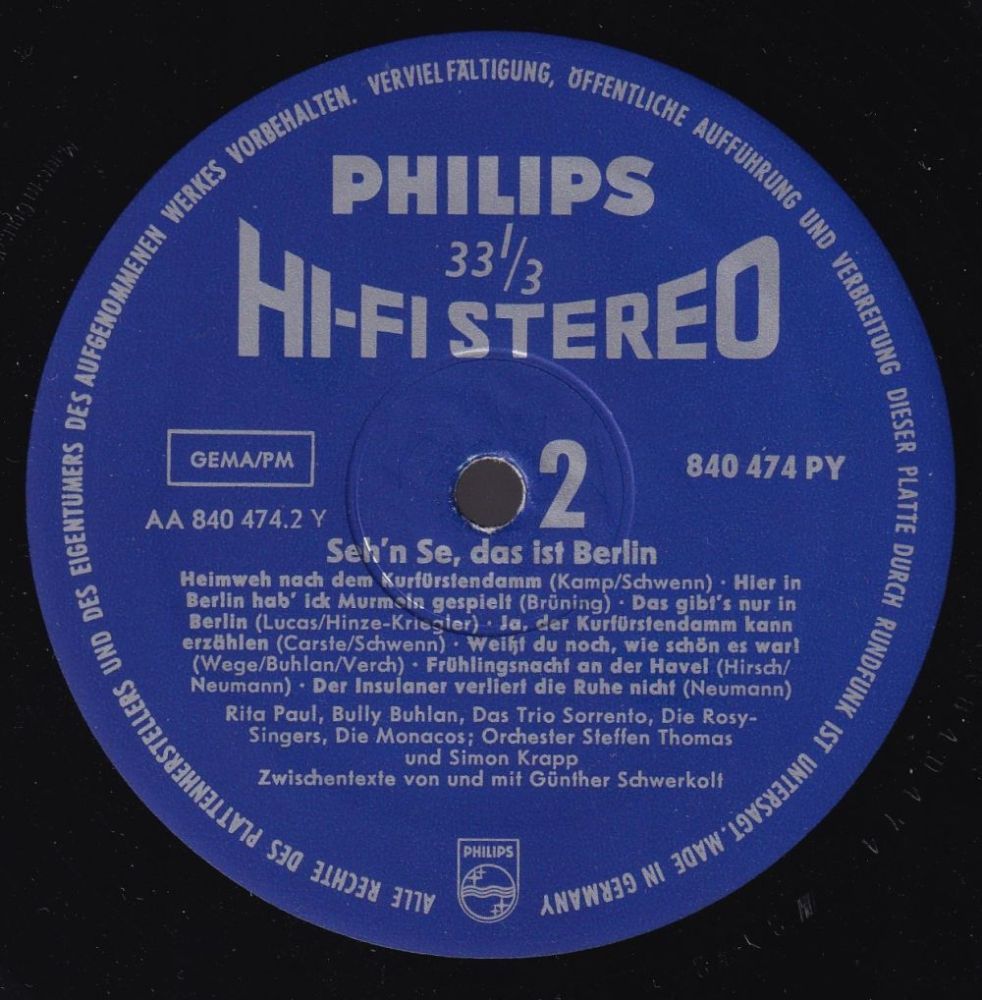 ALLE RECHTE DES PLATTENHERSTELLERS UND DES EIGENTÜMERS DES AUFGENOMMENEN WERKES VORBEHALTEN. VERVIELFÄLTIGUNG, ÖFFENTLICHE AUFFÜHRUNG UND VERBREITUNG DIESER PLATTE DURCH RUNDFUNK IST UNTERSAGT. MADE IN GERMANY
PHILIPS
33 1/3
HI-FI STEREO
GEMA/PM
2
840 474 PY
AA 840 474.2 Y
Seh'n Se, das ist Berlin
Heimweh nach dem Kurfürstendamm (Kamp/Schwenn) · Hier in
Berlin hab' ick Murmeln gespielt (Brüning) · Das gibt's nur in
Berlin (Lucas/Hinze-Kriegler) · Ja, der Kurfürstendamm kann
erzählen (Carste/Schwenn) · Weißt du noch, wie schön es war!
(Wege/Buhlan/Verch) · Frühlingsnacht an der Havel (Hirsch/
Neumann) · Der Insulaner verliert die Ruhe nicht (Neumann)
Rita Paul, Bully Buhlan, Das Trio Sorrento, Die Rosy-
Singers, Die Monacos; Orchester Steffen Thomas
und Simon Krapp
Zwischentexte von und mit Günther Schwerkolt
PHILIPS